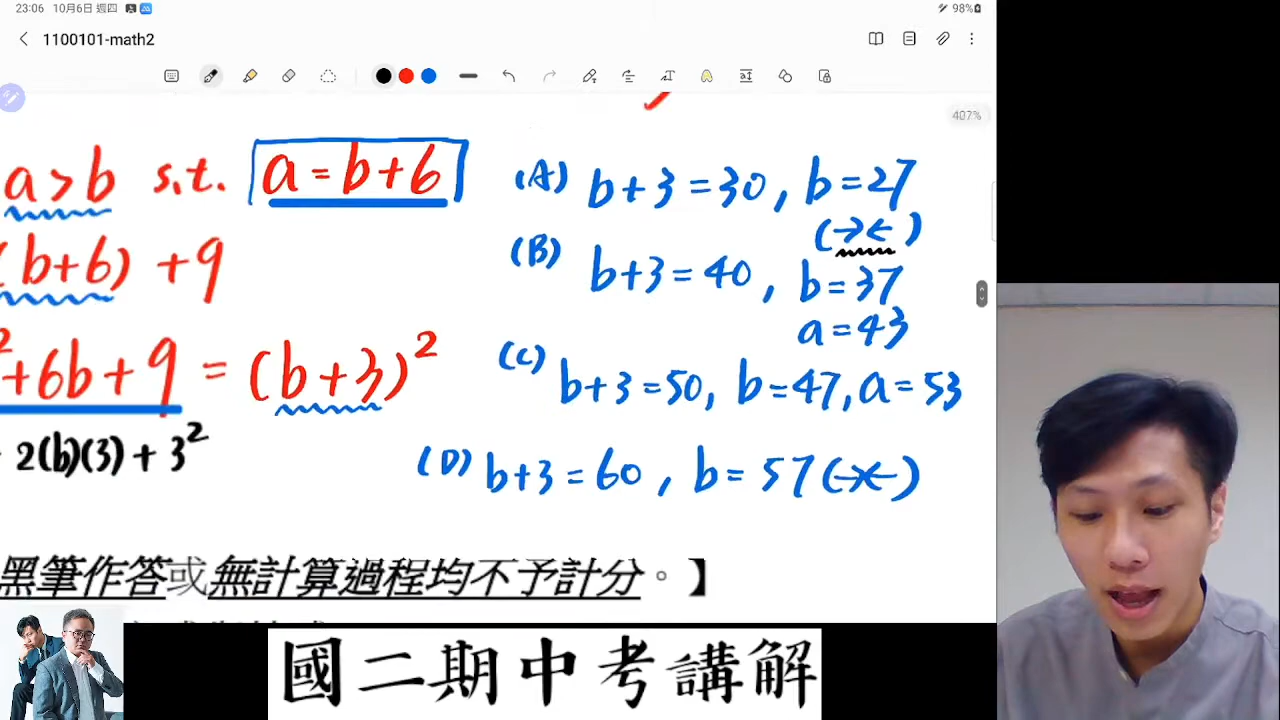 23:06 10月6日 週四
98%
1100101-math2
407%
a>b s.t. a=b+6
(b+6)+9
²+6b+9=(b+3)²
2(b)(3)+3²
(A) b+3=30, b=27
(→←)
(B) b+3=40, b=37
a=43
(C) b+3=50, b=47, a=53
(D) b+3=60, b=57(→←)
黑筆作答或無計算過程均不予計分。】
國二期中考講解